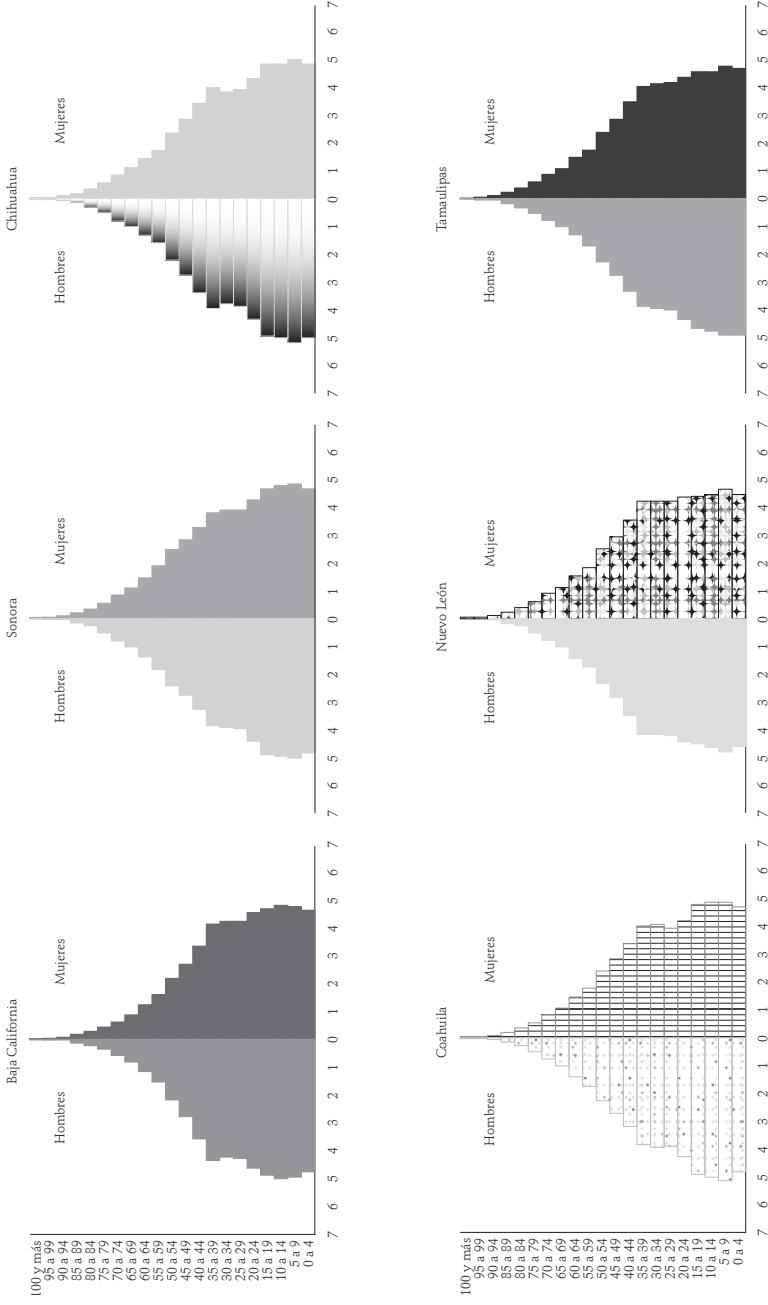 Baja California Sonora Chihuahua
Hombres Mujeres Hombres Mujeres Hombres Mujeres
100 y más
95 a 99
90 a 94
85 a 89
80 a 84
75 a 79
70 a 74
65 a 69
60 a 64
55 a 59
50 a 54
45 a 49
40 a 44
35 a 39
30 a 34
25 a 29
20 a 24
15 a 19
10 a 14
5 a 9
0 a 4
7 6 5 4 3 2 1 0 1 2 3 4 5 6 7 7 6 5 4 3 2 1 0 1 2 3 4 5 6 7 7 6 5 4 3 2 1 0 1 2 3 4 5 6 7
Coahuila Nuevo León Tamaulipas
Hombres Mujeres Hombres Mujeres Hombres Mujeres
100 y más
95 a 99
90 a 94
85 a 89
80 a 84
75 a 79
70 a 74
65 a 69
60 a 64
55 a 59
50 a 54
45 a 49
40 a 44
35 a 39
30 a 34
25 a 29
20 a 24
15 a 19
10 a 14
5 a 9
0 a 4
7 6 5 4 3 2 1 0 1 2 3 4 5 6 7 7 6 5 4 3 2 1 0 1 2 3 4 5 6 7 7 6 5 4 3 2 1 0 1 2 3 4 5 6 7